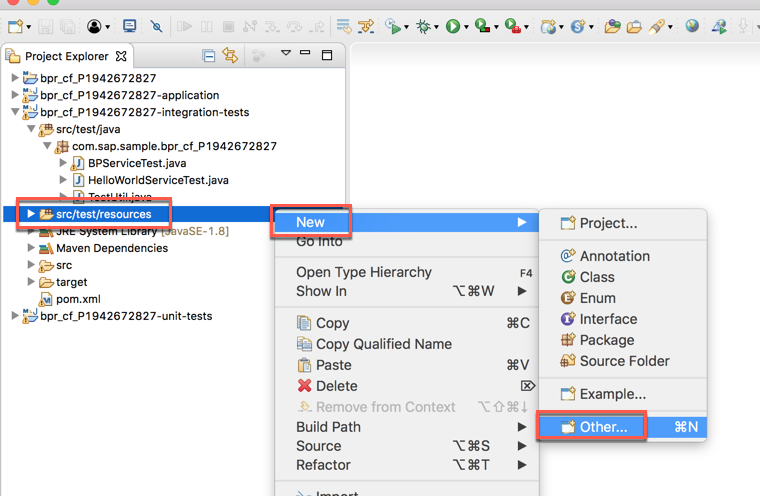 Project Explorer
bpr_cf_P1942672827
bpr_cf_P1942672827-application
bpr_cf_P1942672827-integration-tests
src/test/java
com.sap.sample.bpr_cf_P1942672827
BPServiceTest.java
HelloWorldServiceTest.java
TestUtil.java
src/test/resources
JRE System Library [JavaSE-1.8]
Maven Dependencies
src
target
pom.xml
bpr_cf_P1942672827-unit-tests
New
Go Into
Open Type Hierarchy F4
Show In ⌥⌘W
Copy ⌘C
Copy Qualified Name
Paste ⌘V
Delete ⌦
Remove from Context ⌥⇧⌘↓
Build Path
Source ⌥⌘S
Refactor ⌥⌘T
Import
Project...
Annotation
Class
Enum
Interface
Package
Source Folder
Example...
Other... ⌘N